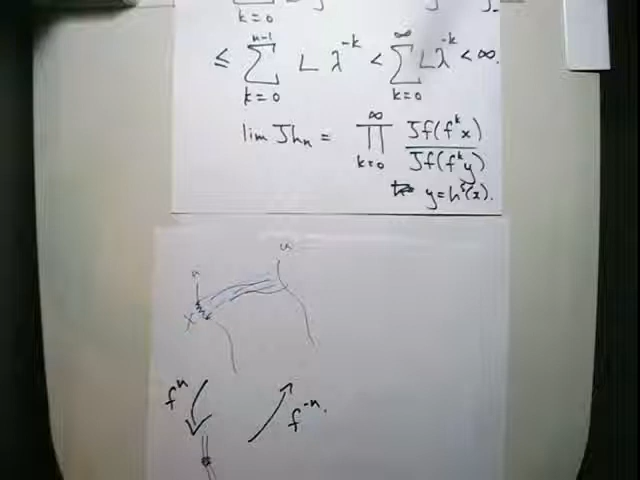 k=0
≤ n-1 ∑ k=0 L λ^-k < ∞ ∑ k=0 L λ^-k < ∞.
lim Jh_n = ∞ ∏ k=0 Jf(f^k x) / Jf(f^k y)
y=h^s(x).
u
u
x
f^n
f^-n.